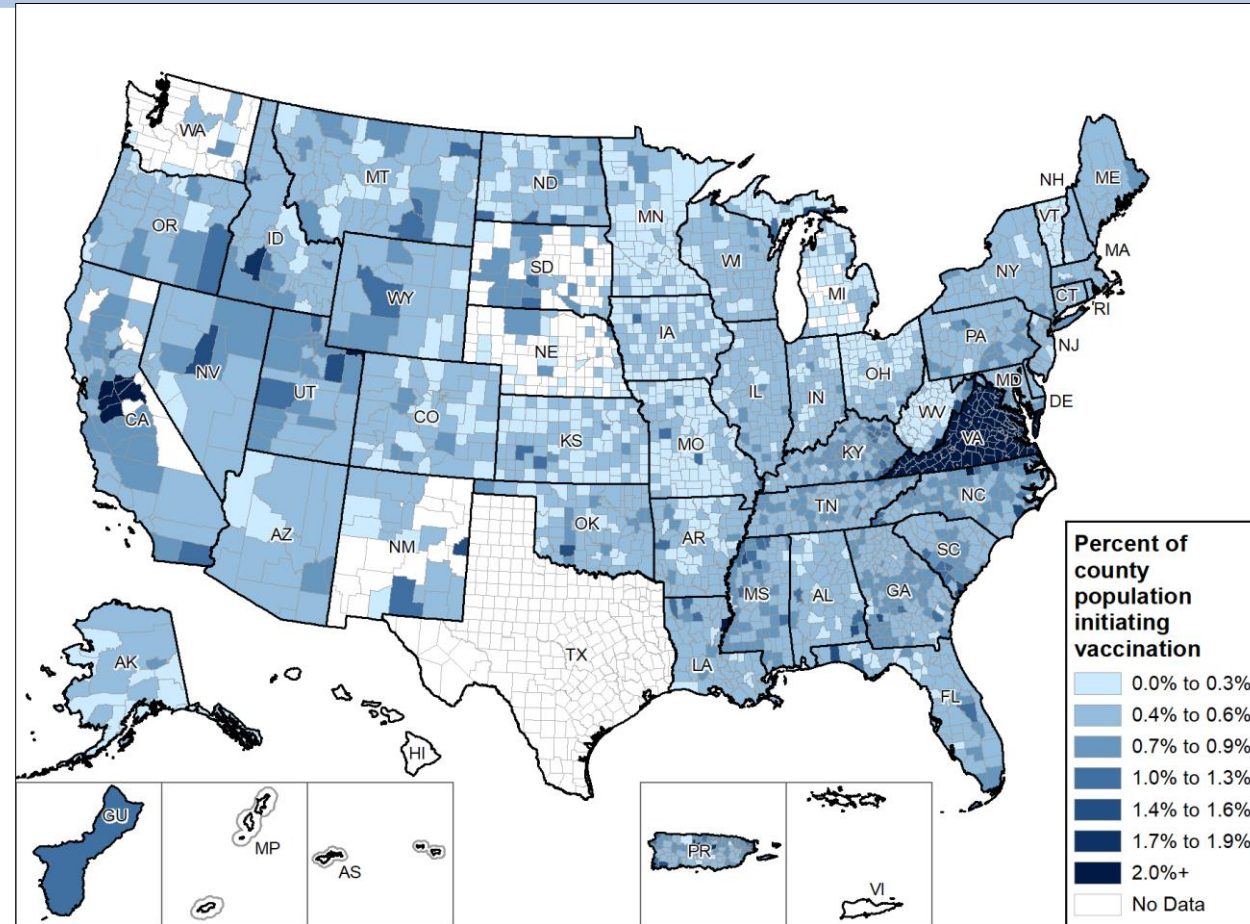 WA
MT
ND
MN
NH
ME
VT
OR
ID
SD
WI
NY
MA
WY
MI
CT
RI
IA
PA
NJ
NE
NV
OH
UT
IL
IN
MD
DE
CA
CO
WV
KS
MO
VA
KY
NC
TN
AZ
NM
OK
AR
SC
MS
AL
GA
TX
LA
AK
FL
HI
GU
MP
AS
PR
VI
Percent of
county
population
initiating
vaccination
0.0% to 0.3%
0.4% to 0.6%
0.7% to 0.9%
1.0% to 1.3%
1.4% to 1.6%
1.7% to 1.9%
2.0%+
No Data